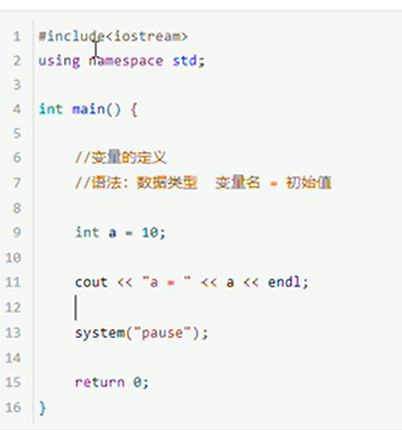 1 #include<iostream>
2 using namespace std;
3
4 int main() {
5
6 //变量的定义
7 //语法：数据类型  变量名 = 初始值
8
9 int a = 10;
10
11 cout << "a = " << a << endl;
12
13 system("pause");
14
15 return 0;
16 }